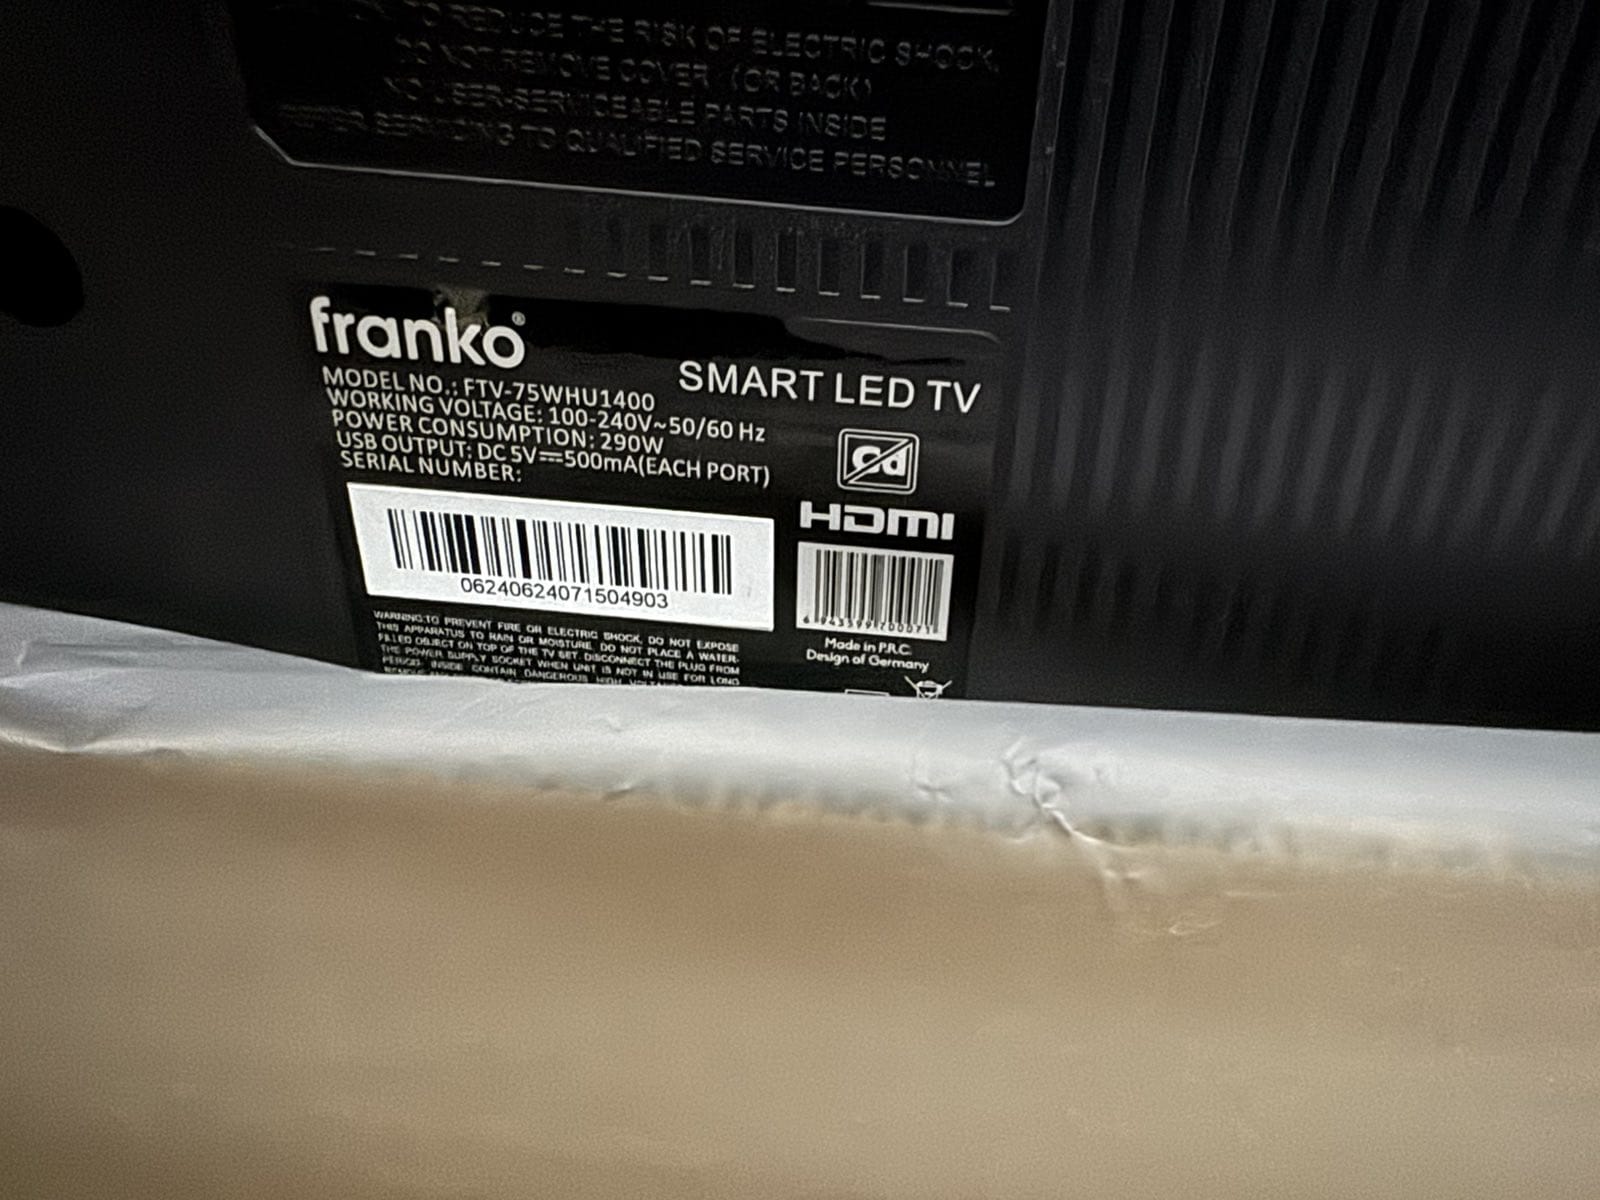 TO REDUCE THE RISK OF ELECTRIC SHOCK,
DO NOT REMOVE COVER (OR BACK)
NO USER-SERVICEABLE PARTS INSIDE
REFER SERVICING TO QUALIFIED SERVICE PERSONNEL
franko®
SMART LED TV
MODEL NO.: FTV-75WHU1400
WORKING VOLTAGE: 100-240V~50/60 Hz
POWER CONSUMPTION: 290W
USB OUTPUT: DC 5V⎓500mA(EACH PORT)
SERIAL NUMBER:
Cd
HDMI
06240624071504903
Made in P.R.C.
Design of Germany
WARNING:TO PREVENT FIRE OR ELECTRIC SHOCK, DO NOT EXPOSE
THIS APPARATUS TO RAIN OR MOISTURE. DO NOT PLACE A WATER-
FILLED OBJECT ON TOP OF THE TV SET. DISCONNECT THE PLUG FROM
THE POWER SUPPLY SOCKET WHEN UNIT IS NOT IN USE FOR LONG
PERIOD. INSIDE CONTAIN DANGEROUS HIGH